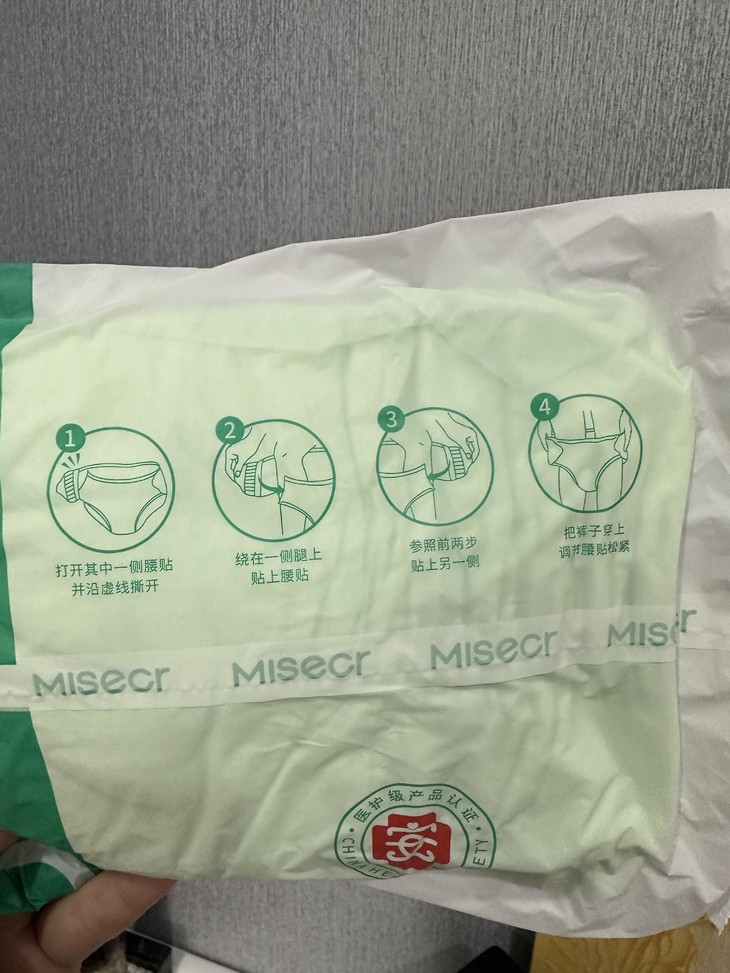 1
打开其中一侧腰贴
并沿虚线撕开
2
绕在一侧腿上
贴上腰贴
3
参照前两步
贴上另一侧
4
把裤子穿上
调节腰贴松紧
Misecr Misecr Misecr Misecr
·医护级产品认证·
安